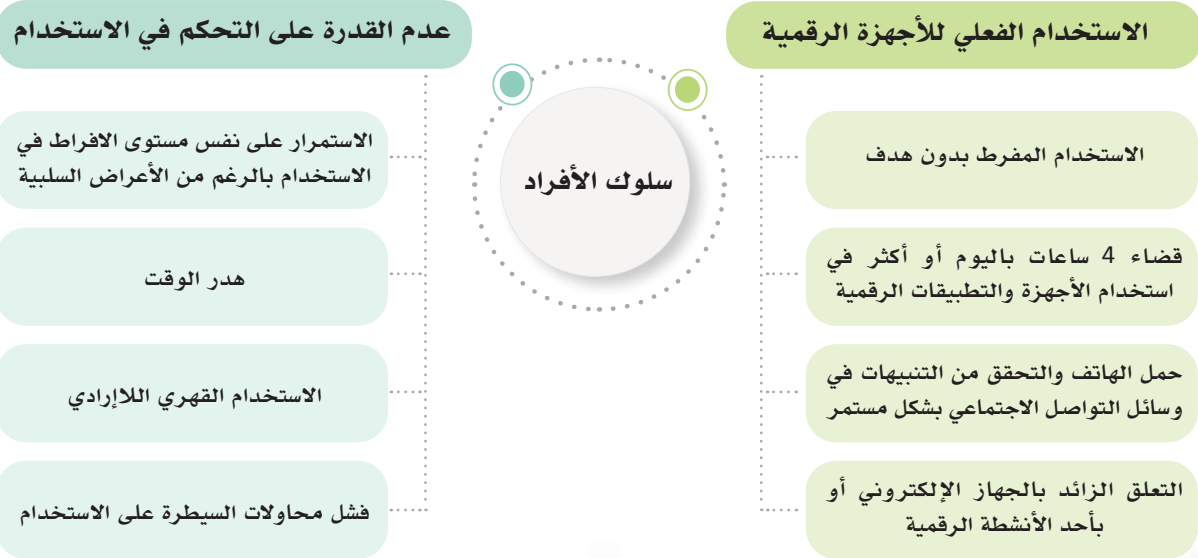 سلوك الأفراد
الاستخدام الفعلي للأجهزة الرقمية
الاستخدام المفرط بدون هدف
قضاء 4 ساعات باليوم أو أكثر في
استخدام الأجهزة والتطبيقات الرقمية
حمل الهاتف والتحقق من التنبيهات في
وسائل التواصل الاجتماعي بشكل مستمر
التعلق الزائد بالجهاز الإلكتروني أو
بأحد الأنشطة الرقمية
عدم القدرة على التحكم في الاستخدام
الاستمرار على نفس مستوى الافراط في
الاستخدام بالرغم من الأعراض السلبية
هدر الوقت
الاستخدام القهري اللاإرادي
فشل محاولات السيطرة على الاستخدام